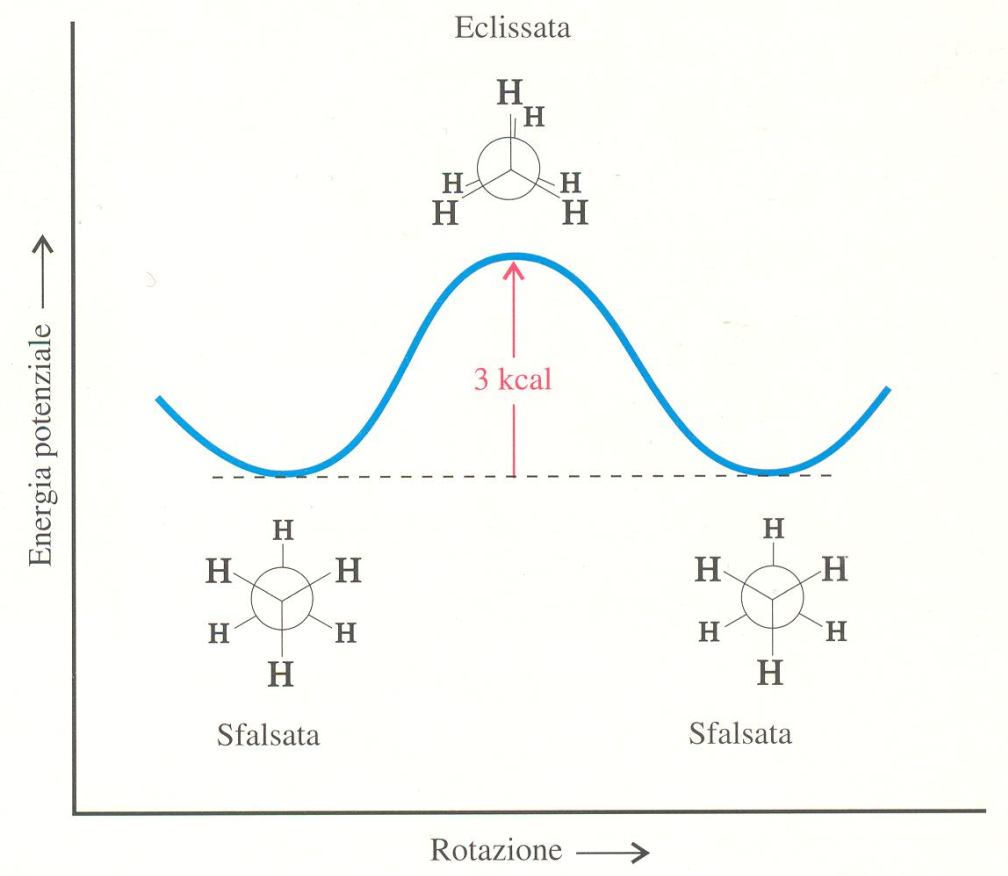 Eclissata
H
H
H
H
H
H
Energia potenziale
3 kcal
H
H
H
H
H
H
Sfalsata
H
H
H
H
H
H
Sfalsata
Rotazione